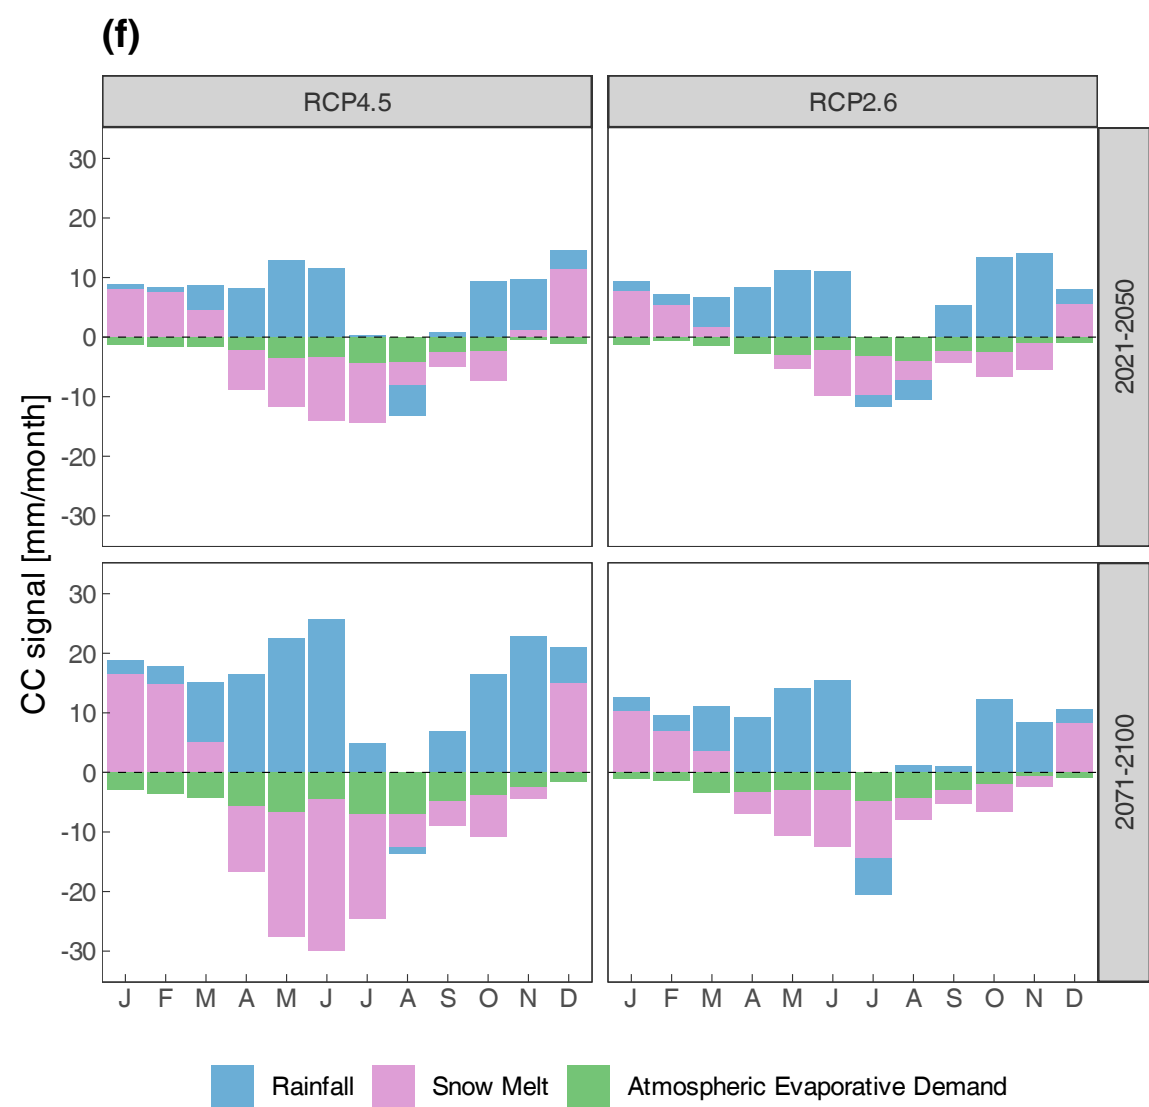 (f)
RCP4.5
RCP2.6
30
20
10
0
-10
-20
-30
2021-2050
CC signal [mm/month]
30
20
10
0
-10
-20
-30
2071-2100
J F M A M J J A S O N D
J F M A M J J A S O N D
Rainfall Snow Melt Atmospheric Evaporative Demand